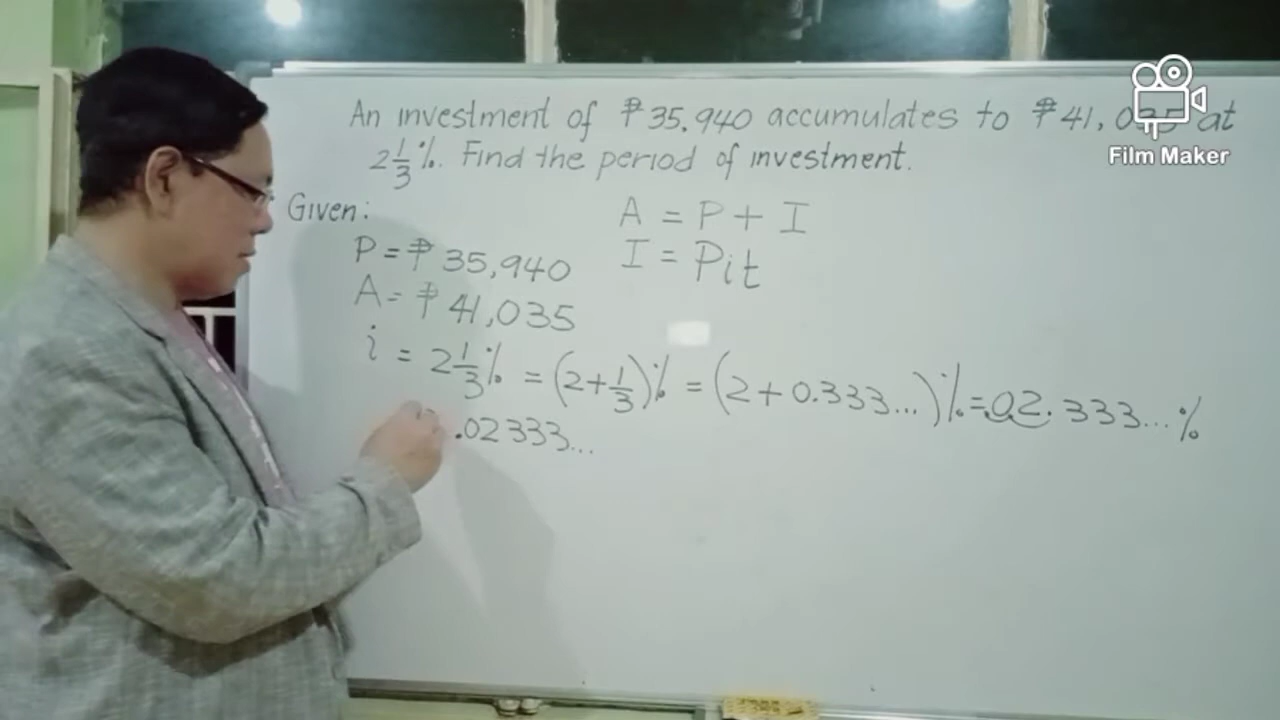 An investment of ₱35.940 accumulates to ₱41,035 at
2 1/3 %. Find the period of investment.
Film Maker
Given:
A = P + I
P = ₱35,940
I = Pit
A = ₱41,035
i = 2 1/3 % = (2 + 1/3)% = (2 + 0.333...)% = .02.333...%
.02333...